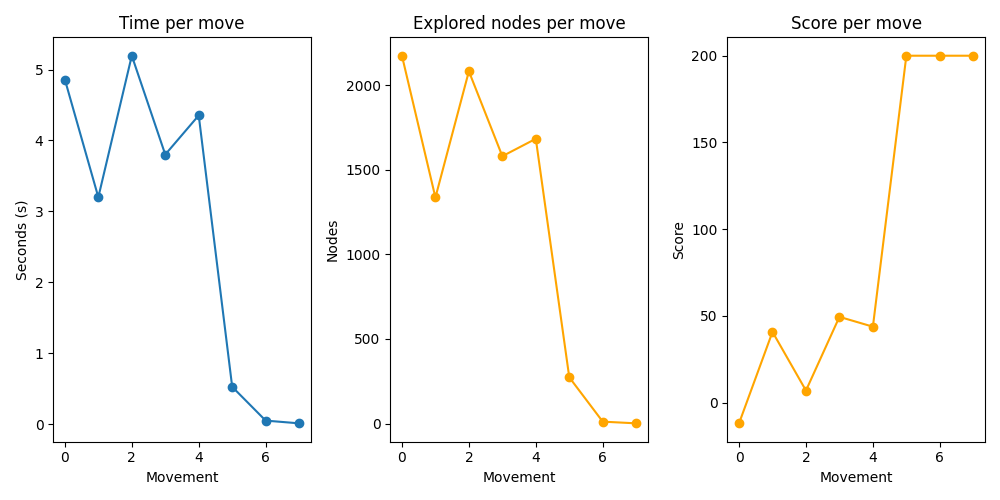 Time per move
Seconds (s)
5
4
3
2
1
0
0 2 4 6
Movement
Explored nodes per move
Nodes
2000
1500
1000
500
0
0 2 4 6
Movement
Score per move
Score
200
150
100
50
0
0 2 4 6
Movement